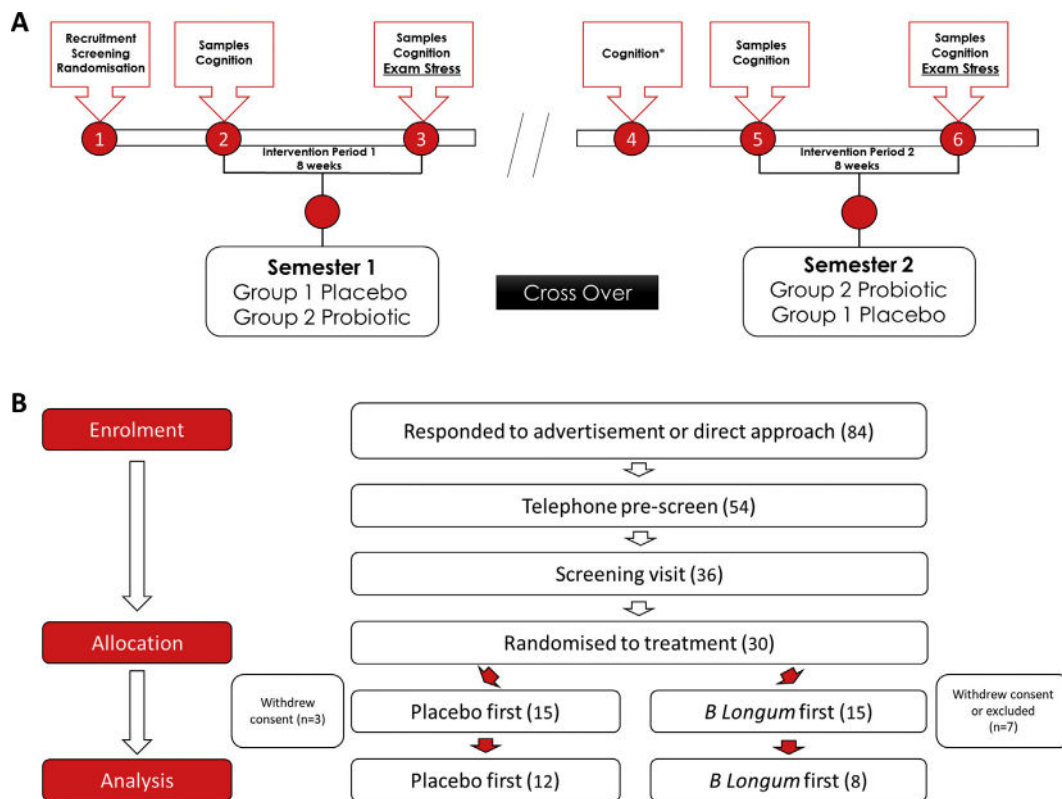 A
Recruitment
Screening
Randomisation
Samples
Cognition
Samples
Cognition
Exam Stress
Cognition*
Samples
Cognition
Samples
Cognition
Exam Stress
1
2
3
4
5
6
Intervention Period 1
8 weeks
Intervention Period 2
8 weeks
Semester 1
Group 1 Placebo
Group 2 Probiotic
Cross Over
Semester 2
Group 2 Probiotic
Group 1 Placebo
B
Enrolment
Responded to advertisement or direct approach (84)
Telephone pre-screen (54)
Screening visit (36)
Allocation
Randomised to treatment (30)
Withdrew
consent (n=3)
Placebo first (15)
B Longum first (15)
Withdrew consent
or excluded
(n=7)
Analysis
Placebo first (12)
B Longum first (8)